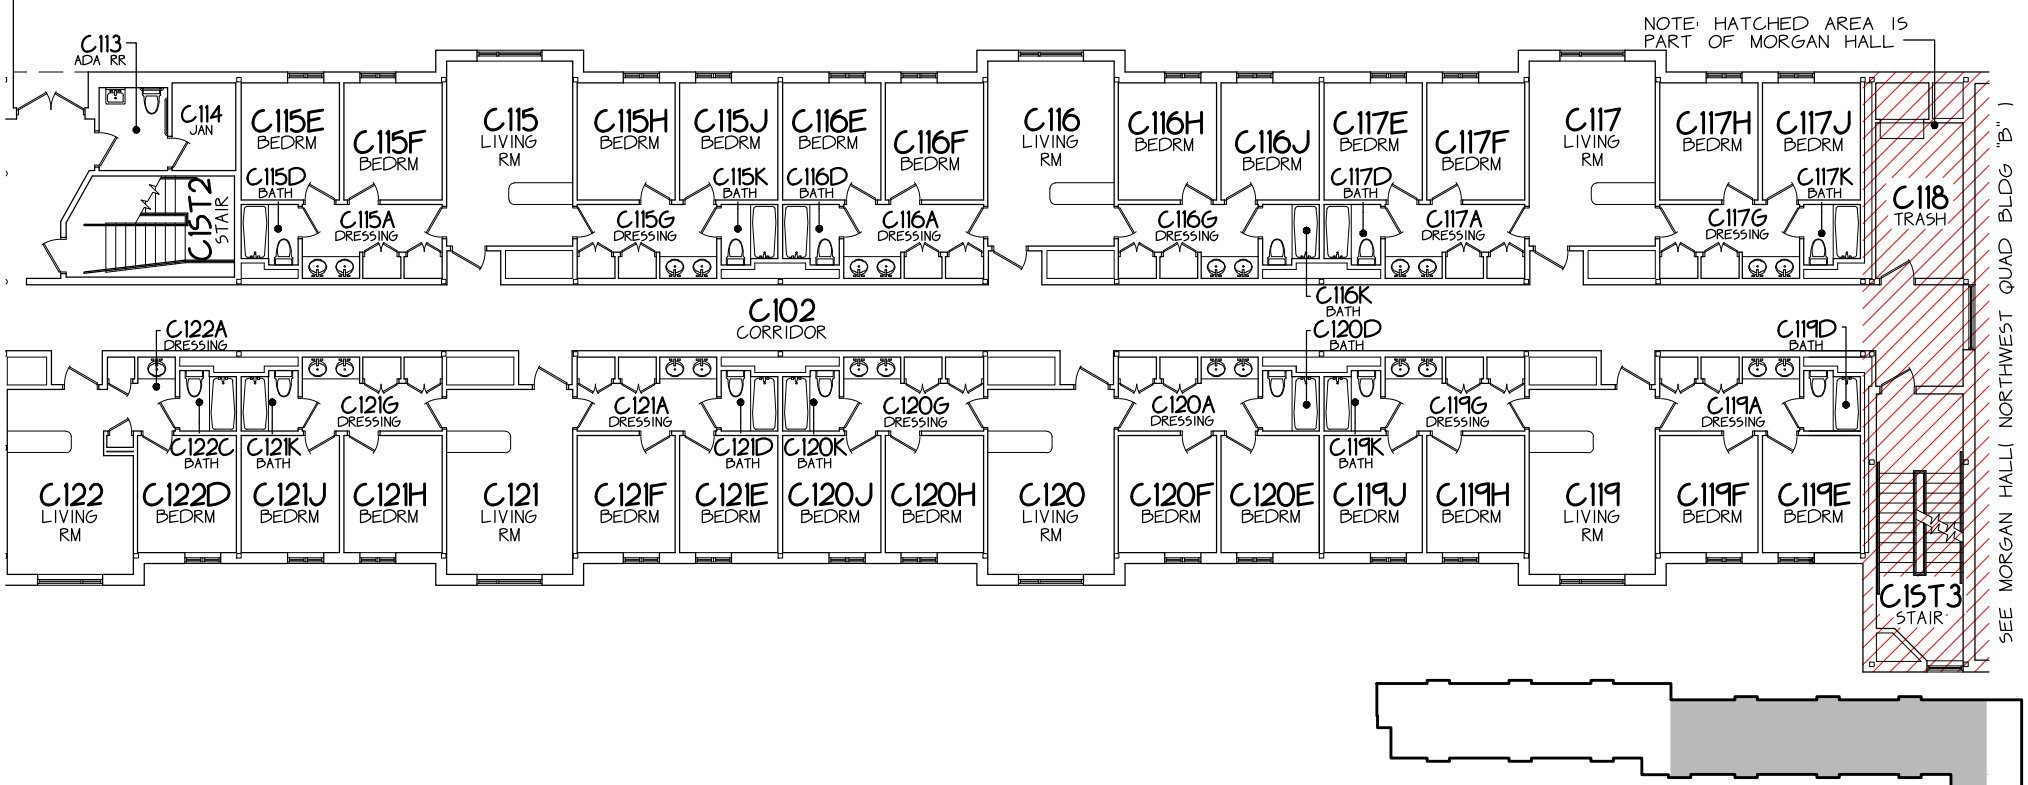 NOTE: HATCHED AREA IS
PART OF MORGAN HALL
C113
ADA RR
C114
JAN
C115E
BEDRM
C115F
BEDRM
C115
LIVING
RM
C115H
BEDRM
C115J
BEDRM
C116E
BEDRM
C116F
BEDRM
C116
LIVING
RM
C116H
BEDRM
C116J
BEDRM
C117E
BEDRM
C117F
BEDRM
C117
LIVING
RM
C117H
BEDRM
C117J
BEDRM
C1ST2
STAIR
C115D
BATH
C115A
DRESSING
C115G
DRESSING
C115K
BATH
C116D
BATH
C116A
DRESSING
C116G
DRESSING
C117D
BATH
C117A
DRESSING
C117G
DRESSING
C117K
BATH
C118
TRASH
C116K
BATH
C102
CORRIDOR
C122A
DRESSING
C120D
BATH
C119D
BATH
C121G
DRESSING
C121A
DRESSING
C120G
DRESSING
C120A
DRESSING
C119G
DRESSING
C119A
DRESSING
C122C
BATH
C121K
BATH
C121D
BATH
C120K
BATH
C119K
BATH
C122
LIVING
RM
C122D
BEDRM
C121J
BEDRM
C121H
BEDRM
C121
LIVING
RM
C121F
BEDRM
C121E
BEDRM
C120J
BEDRM
C120H
BEDRM
C120
LIVING
RM
C120F
BEDRM
C120E
BEDRM
C119J
BEDRM
C119H
BEDRM
C119
LIVING
RM
C119F
BEDRM
C119E
BEDRM
C1ST3
STAIR
SEE MORGAN HALL( NORTHWEST QUAD BLDG "B" )